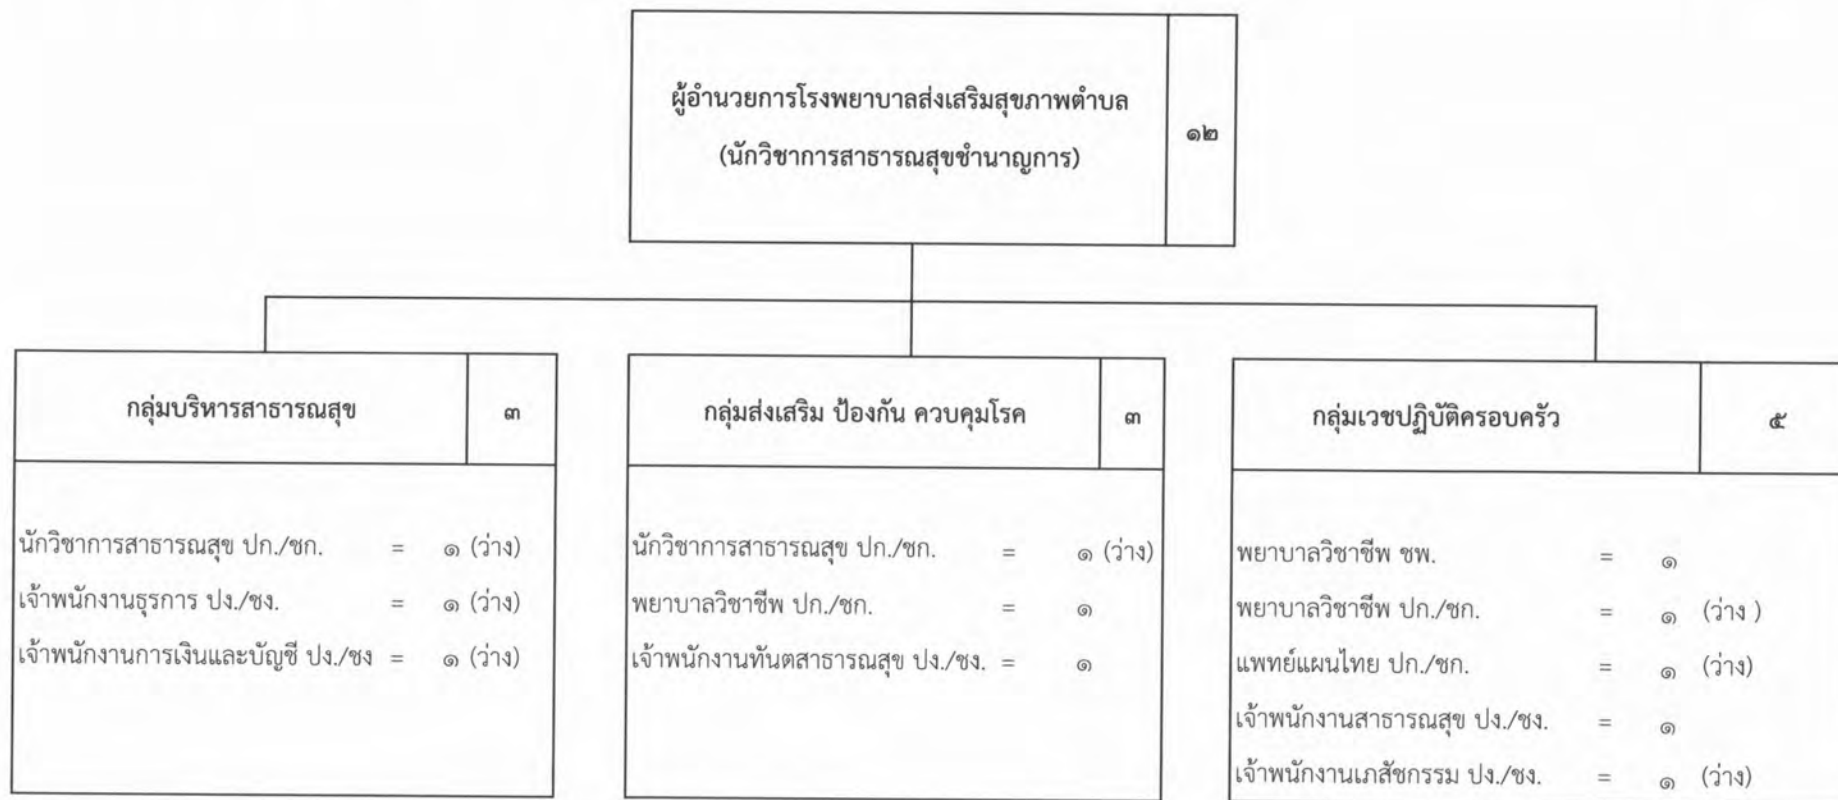 ผู้อำนวยการโรงพยาบาลส่งเสริมสุขภาพตำบล
(นักวิชาการสาธารณสุขชำนาญการ)
๑๒
กลุ่มบริหารสาธารณสุข ๓
นักวิชาการสาธารณสุข ปก./ชก. = ๑ (ว่าง)
เจ้าพนักงานธุรการ ปง./ชง. = ๑ (ว่าง)
เจ้าพนักงานการเงินและบัญชี ปง./ชง = ๑ (ว่าง)
กลุ่มส่งเสริม ป้องกัน ควบคุมโรค ๓
นักวิชาการสาธารณสุข ปก./ชก. = ๑ (ว่าง)
พยาบาลวิชาชีพ ปก./ชก. = ๑
เจ้าพนักงานทันตสาธารณสุข ปง./ชง. = ๑
กลุ่มเวชปฏิบัติครอบครัว ๕
พยาบาลวิชาชีพ ชพ. = ๑
พยาบาลวิชาชีพ ปก./ชก. = ๑ (ว่าง )
แพทย์แผนไทย ปก./ชก. = ๑ (ว่าง)
เจ้าพนักงานสาธารณสุข ปง./ชง. = ๑
เจ้าพนักงานเภสัชกรรม ปง./ชง. = ๑ (ว่าง)